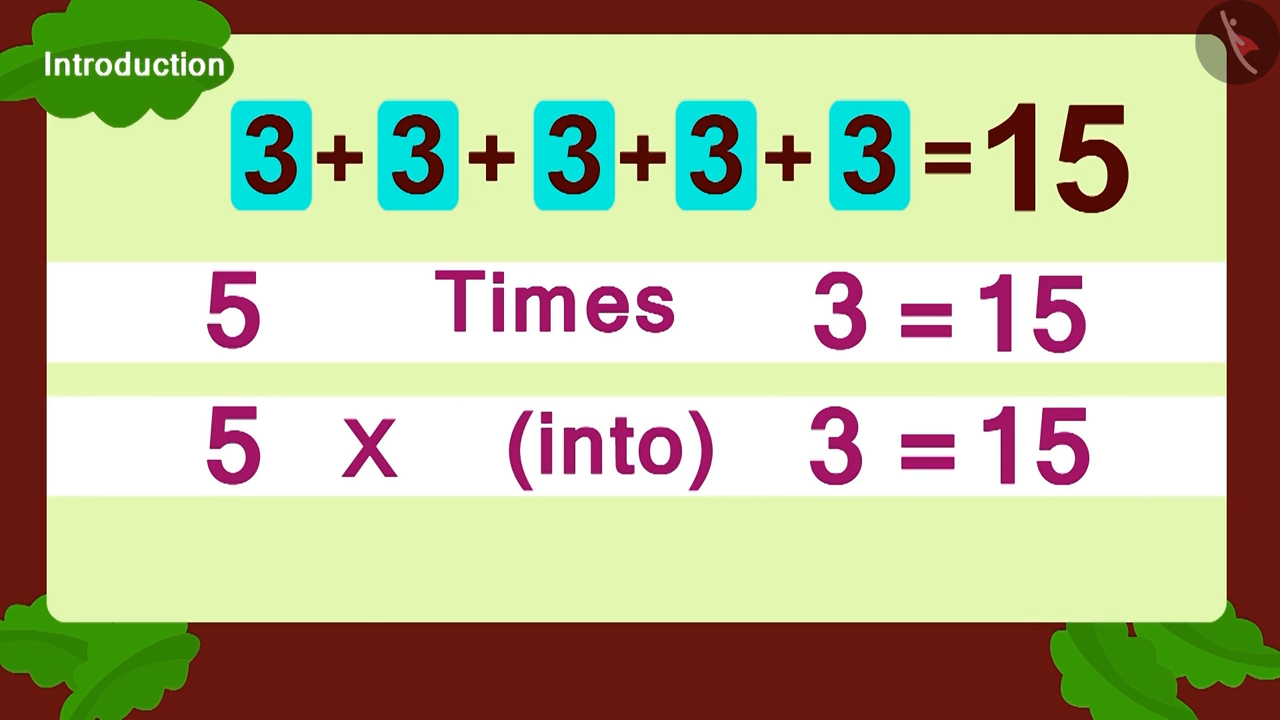 Introduction
3+3+3+3+3=15
5 Times 3=15
5 x (into) 3=15